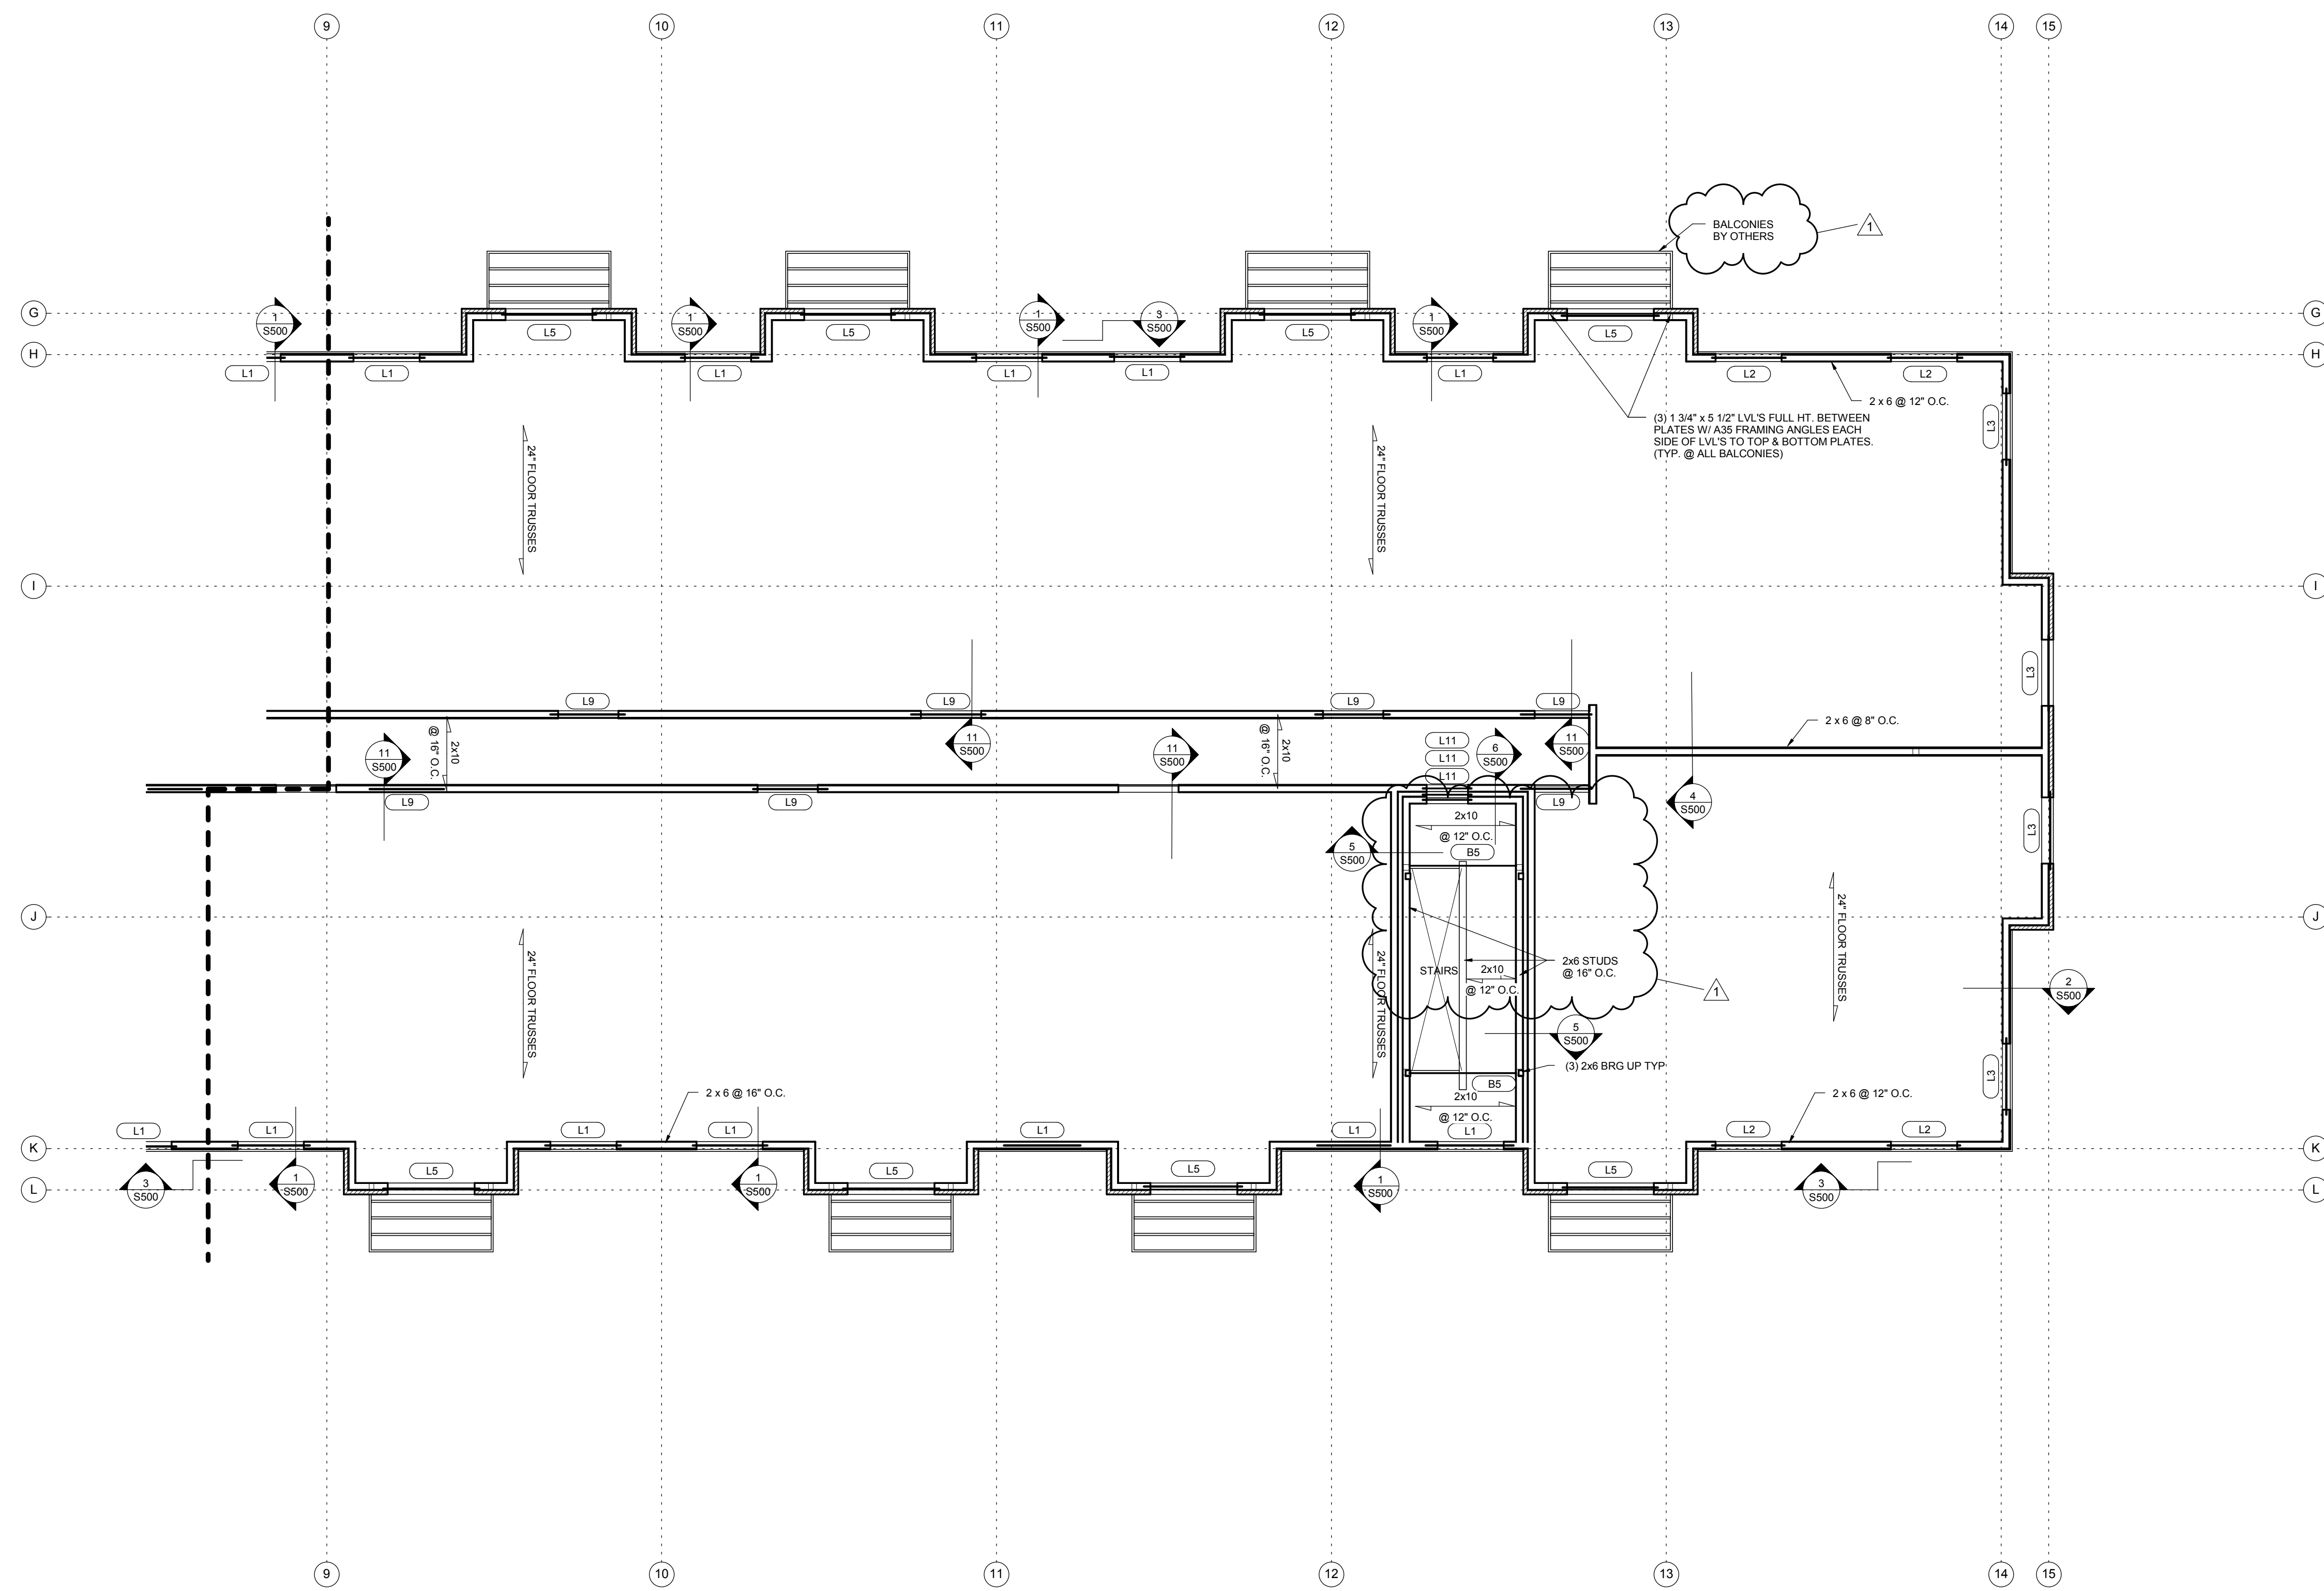 9
10
11
12
13
14
15
BALCONIES
BY OTHERS
1
G
G
1
S500
1
S500
1
S500
3
S500
1
S500
L5
L5
L5
L5
H
H
L1
L1
L1
L1
L1
L1
L2
L2
2 x 6 @ 12" O.C.
(3) 1 3/4" x 5 1/2" LVL'S FULL HT. BETWEEN
PLATES W/ A35 FRAMING ANGLES EACH
SIDE OF LVL'S TO TOP & BOTTOM PLATES.
(TYP. @ ALL BALCONIES)
L3
24" FLOOR TRUSSES
24" FLOOR TRUSSES
I
I
L3
L9
L9
L9
L9
2 x 6 @ 8" O.C.
2x10
@ 16" O.C.
2x10
@ 16" O.C.
11
S500
11
S500
11
S500
11
S500
L11
L11
L11
6
S500
L9
L9
L9
4
S500
L3
2x10
@ 12" O.C.
B5
5
S500
J
J
24" FLOOR TRUSSES
24" FLOOR TRUSSES
24" FLOOR TRUSSES
STAIRS
2x10
@ 12" O.C.
2x6 STUDS
@ 16" O.C.
1
2
S500
5
S500
(3) 2x6 BRG UP TYP
B5
2x10
@ 12" O.C.
L3
2 x 6 @ 16" O.C.
2 x 6 @ 12" O.C.
L1
L1
L1
L1
L1
L1
L1
L2
L2
K
K
L5
L5
L5
L5
3
S500
1
S500
1
S500
1
S500
3
S500
L
L
9
10
11
12
13
14
15